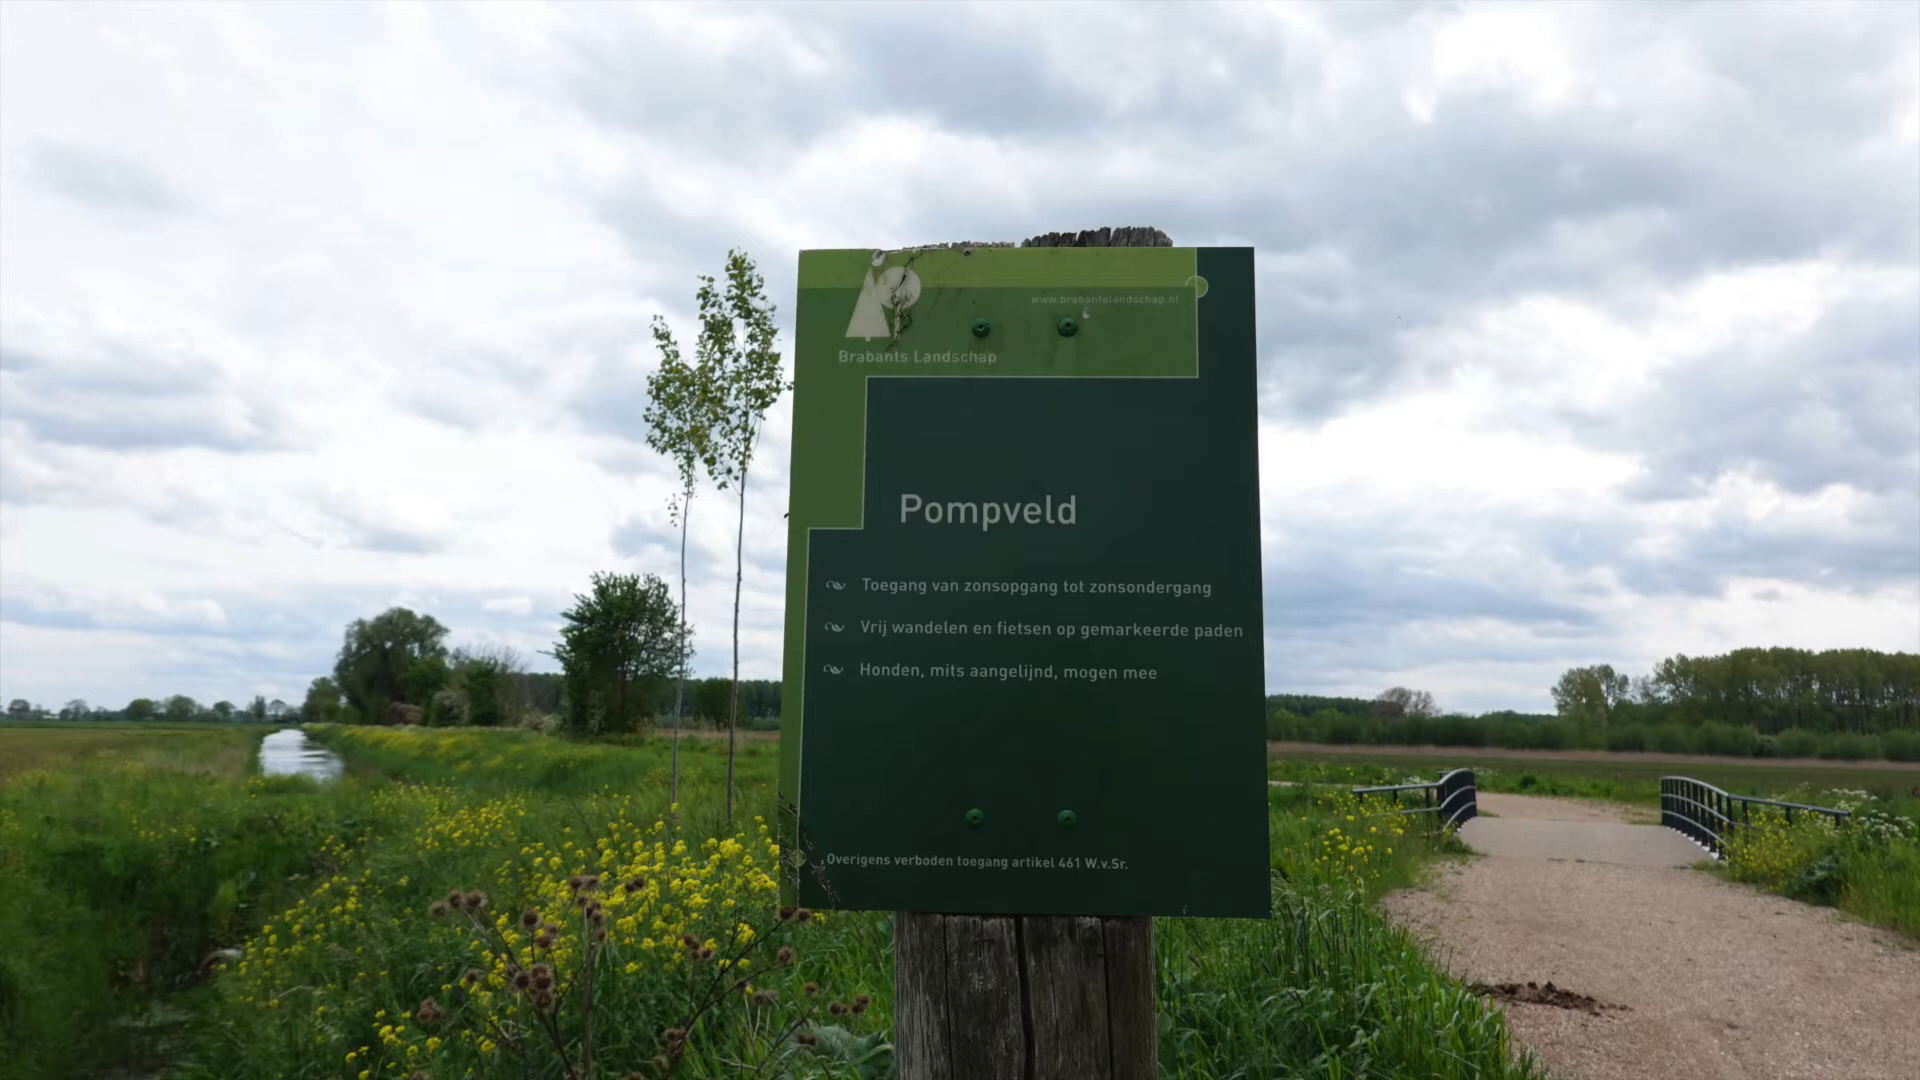 www.brabantslandschap.nl
Brabants Landschap
Pompveld
Toegang van zonsopgang tot zonsondergang
Vrij wandelen en fietsen op gemarkeerde paden
Honden, mits aangelijnd, mogen mee
Overigens verboden toegang artikel 461 W.v.Sr.